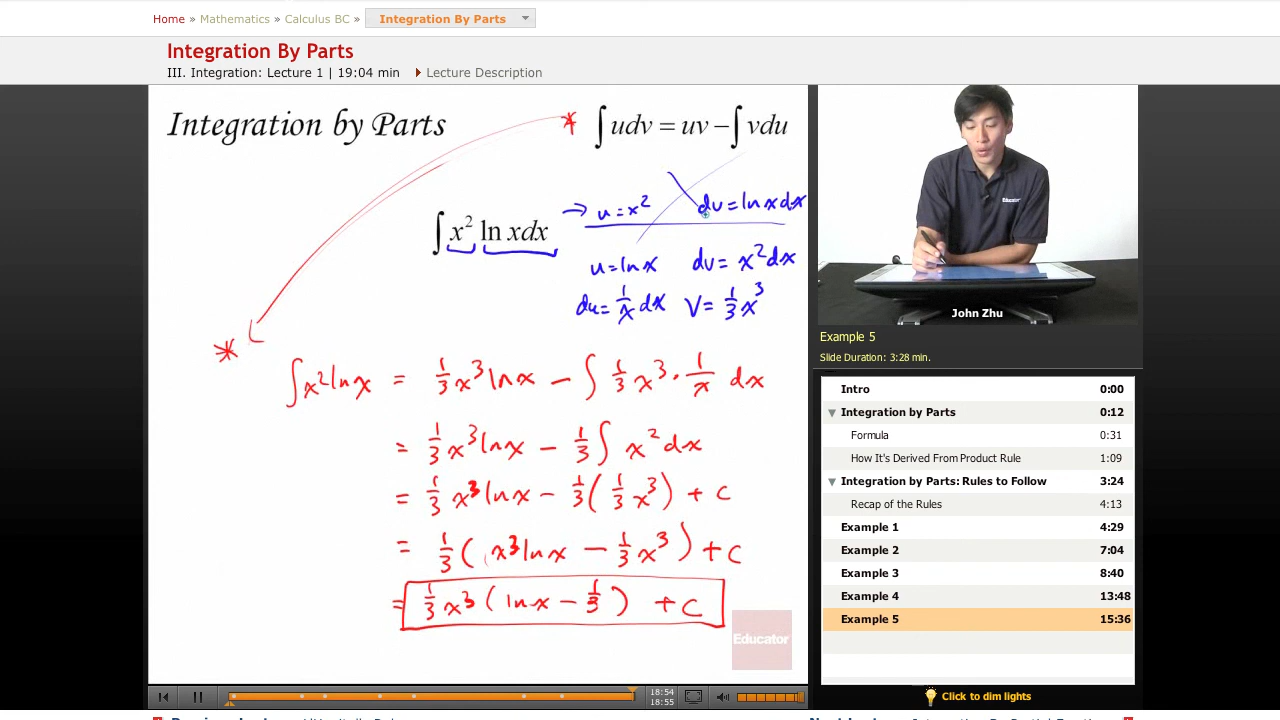 Home » Mathematics » Calculus BC » Integration By Parts
Integration By Parts
III. Integration: Lecture 1 | 19:04 min Lecture Description
Integration by Parts
* ∫udv = uv − ∫vdu
∫x² ln xdx
→ u = x² dv = ln x dx
u = ln x dv = x² dx
du = 1/x dx V = 1/3 x³
*
∫x² ln x = 1/3 x³ ln x − ∫ 1/3 x³ · 1/x dx
= 1/3 x³ ln x − 1/3 ∫ x² dx
= 1/3 x³ ln x − 1/3 ( 1/3 x³ ) + c
= 1/3 ( x³ ln x − 1/3 x³ ) + c
= 1/3 x³ ( ln x − 1/3 ) + c
Educator
18:54
18:55
Educator
John Zhu
Example 5
Slide Duration: 3:28 min.
Intro 0:00
Integration by Parts 0:12
Formula 0:31
How It's Derived From Product Rule 1:09
Integration by Parts: Rules to Follow 3:24
Recap of the Rules 4:13
Example 1 4:29
Example 2 7:04
Example 3 8:40
Example 4 13:48
Example 5 15:36
Click to dim lights